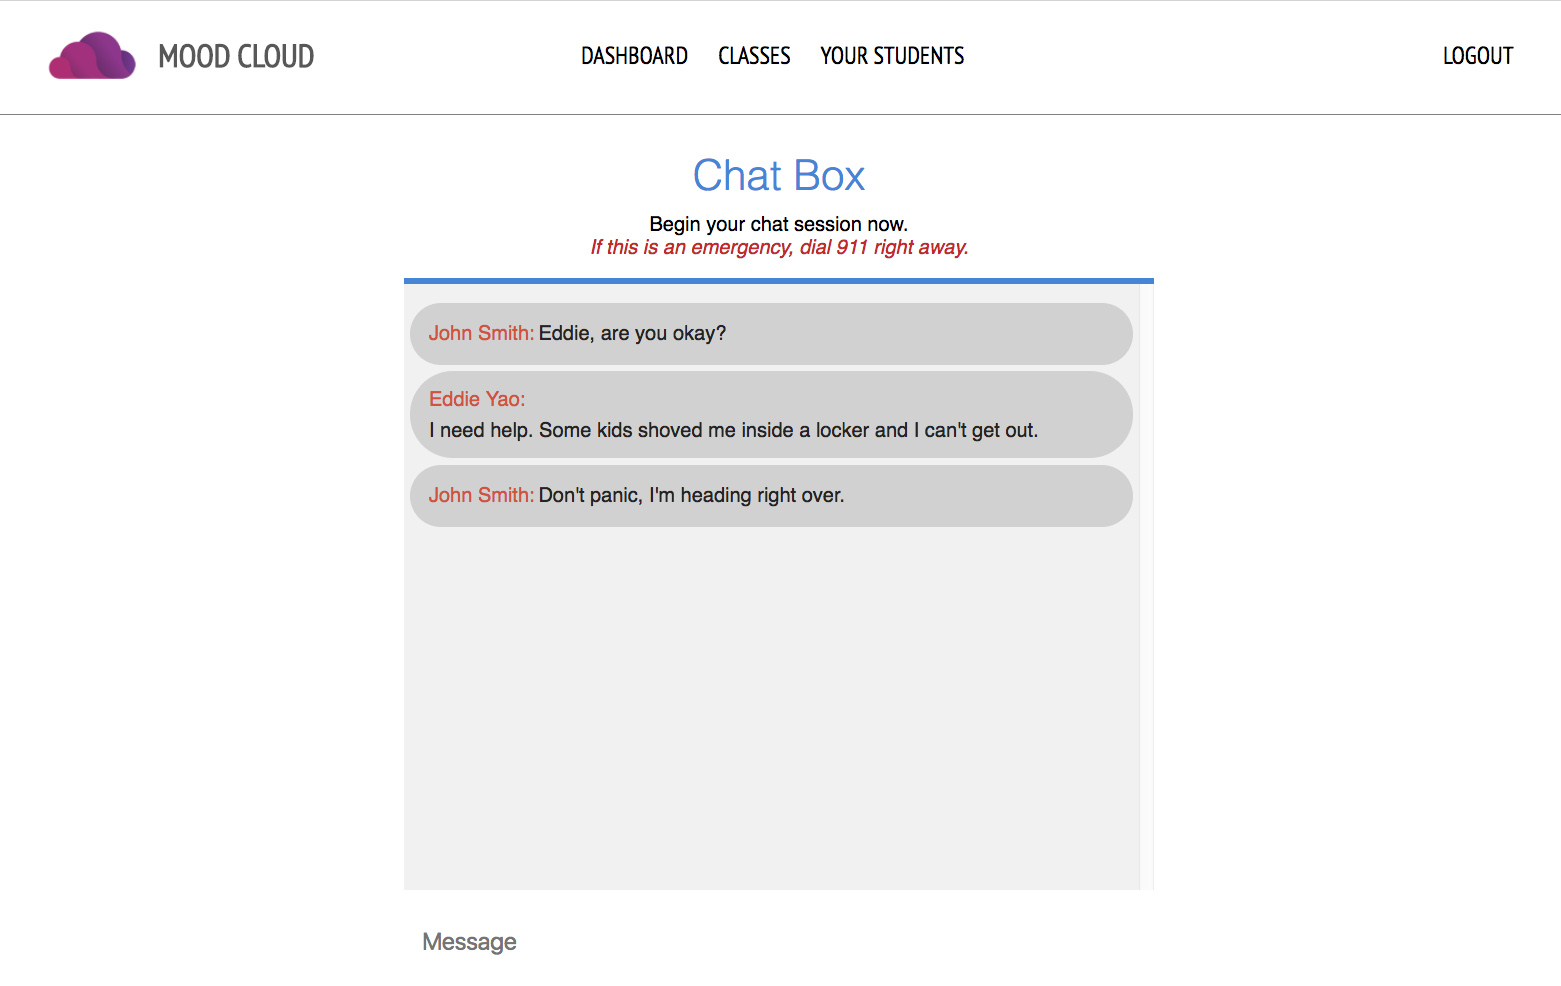 MOOD CLOUD
DASHBOARD CLASSES YOUR STUDENTS
LOGOUT
Chat Box
Begin your chat session now.
If this is an emergency, dial 911 right away.
John Smith: Eddie, are you okay?
Eddie Yao:
I need help. Some kids shoved me inside a locker and I can't get out.
John Smith: Don't panic, I'm heading right over.
Message